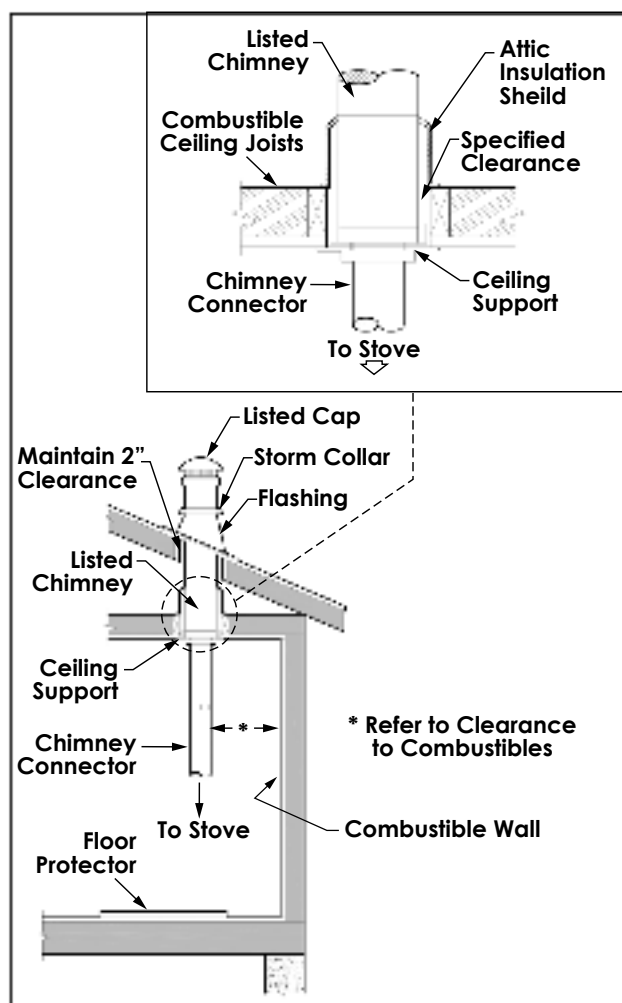 Listed
Chimney
Attic
Insulation
Sheild
Combustible
Ceiling Joists
Specified
Clearance
Chimney
Connector
Ceiling
Support
To Stove
Listed Cap
Maintain 2”
Clearance
Storm Collar
Flashing
Listed
Chimney
Ceiling
Support
*
* Refer to Clearance
to Combustibles
Chimney
Connector
To Stove
Combustible Wall
Floor
Protector